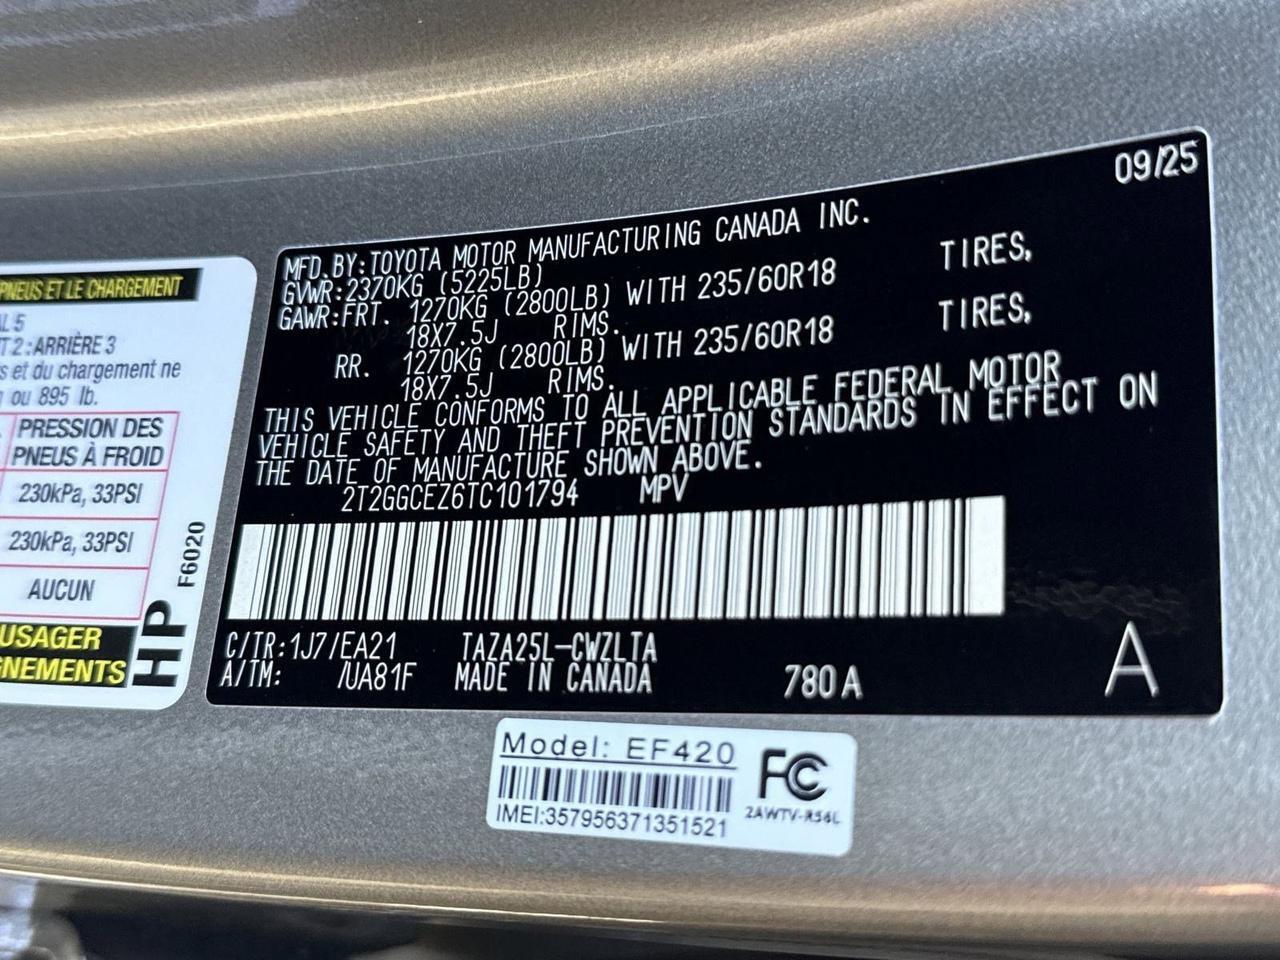 PNEUS ET LE CHARGEMENT
L 5
T 2 : ARRIÈRE 3
s et du chargement ne
ou 895 lb.
PRESSION DES
PNEUS À FROID
230kPa, 33PSI
230kPa, 33PSI
AUCUN
USAGER
GNEMENTS
HP
F6020
09/25
MFD.BY:TOYOTA MOTOR MANUFACTURING CANADA INC.
GVWR:2370KG (5225LB)
GAWR:FRT. 1270KG (2800LB) WITH 235/60R18 TIRES,
18X7.5J RIMS.
RR. 1270KG (2800LB) WITH 235/60R18 TIRES,
18X7.5J RIMS.
THIS VEHICLE CONFORMS TO ALL APPLICABLE FEDERAL MOTOR
VEHICLE SAFETY AND THEFT PREVENTION STANDARDS IN EFFECT ON
THE DATE OF MANUFACTURE SHOWN ABOVE.
2T2GGCEZ6TC101794 MPV
C/TR:1J7/EA21 TAZA25L-CWZLTA
A/TM: /UA81F MADE IN CANADA 780A A
Model: EF420
FC
IMEI:357956371351521
2AWTV-RS6L